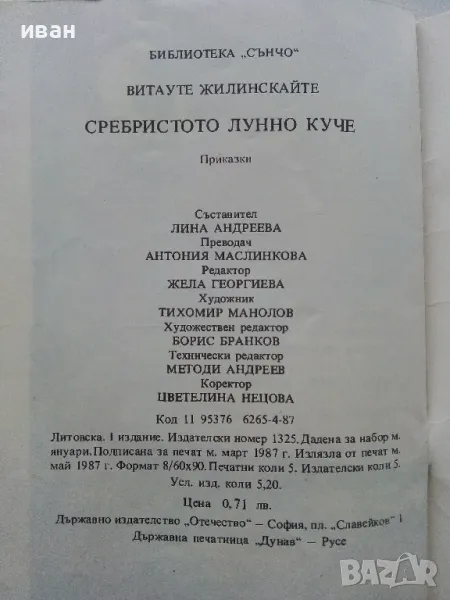 иван
БИБЛИОТЕКА „СЪНЧО“
ВИТАУТЕ ЖИЛИНСКАЙТЕ
СРЕБРИСТОТО ЛУННО КУЧЕ
Приказки
Съставител
ЛИНА АНДРЕЕВА
Преводач
АНТОНИЯ МАСЛИНКОВА
Редактор
ЖЕЛА ГЕОРГИЕВА
Художник
ТИХОМИР МАНОЛОВ
Художествен редактор
БОРИС БРАНКОВ
Технически редактор
МЕТОДИ АНДРЕЕВ
Коректор
ЦВЕТЕЛИНА НЕЦОВА
Код 11 95376 6265-4-87
Литовска. I издание. Издателски номер 1325. Дадена за набор м.
януари. Подписана за печат м. март 1987 г. Излязла от печат м.
май 1987 г. Формат 8/60х90. Печатни коли 5. Издателски коли 5.
Усл. изд. коли 5,20.
Цена 0,71 лв.
Държавно издателство „Отечество“ – София, пл. „Славейков“ 1
Държавна печатница „Дунав“ – Русе
BAZAR.BG